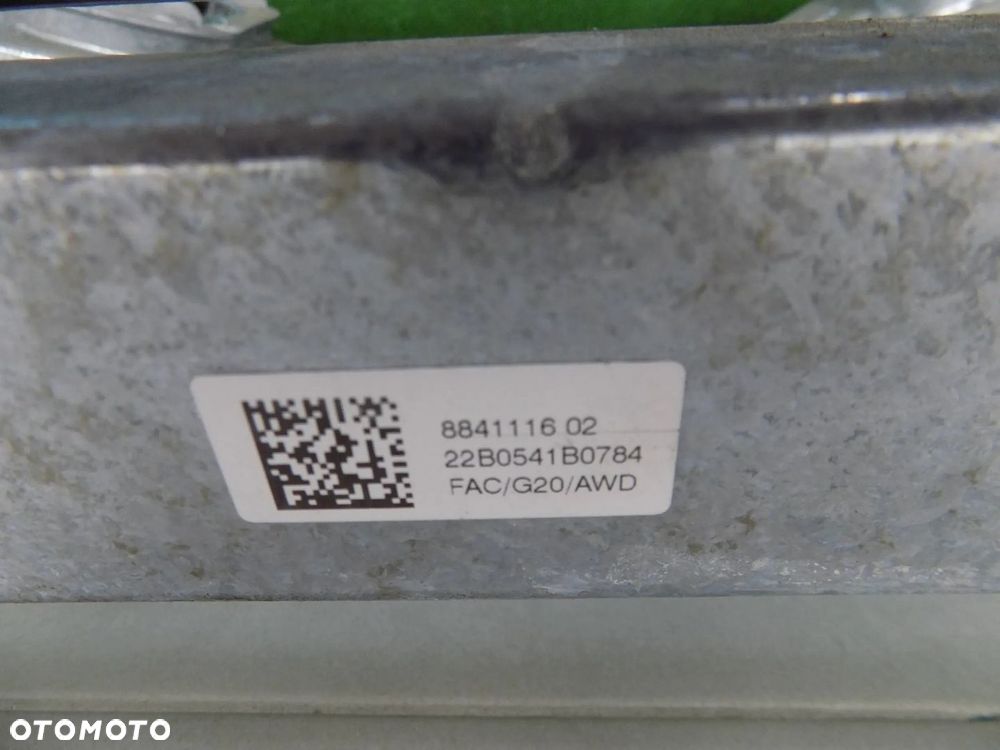 8841116 02
22B0541B0784
FAC/G20/AWD
OTOMOTO